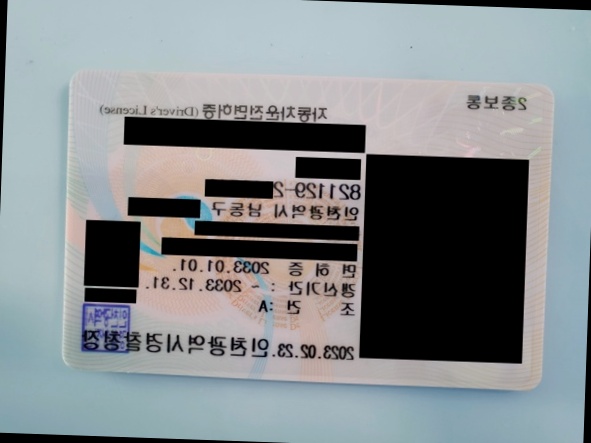 2종보통
자동차운전면허증 (Driver's License)
821129-2
인천광역시 남동구
면 허 증 2033.01.01.
갱신기간 : ~ 2033.12.31.
조 건 : A
2023.02.23. 인천광역시경찰청장